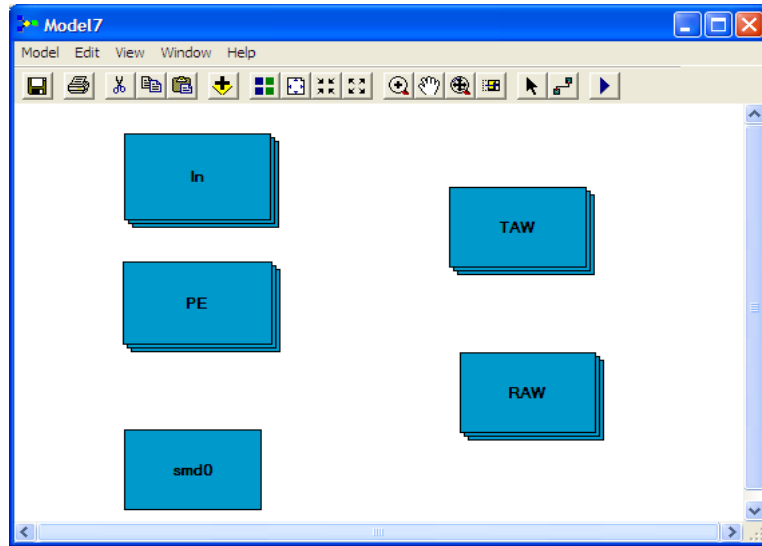 Model7
Model Edit View Window Help
In
TAW
PE
RAW
smd0